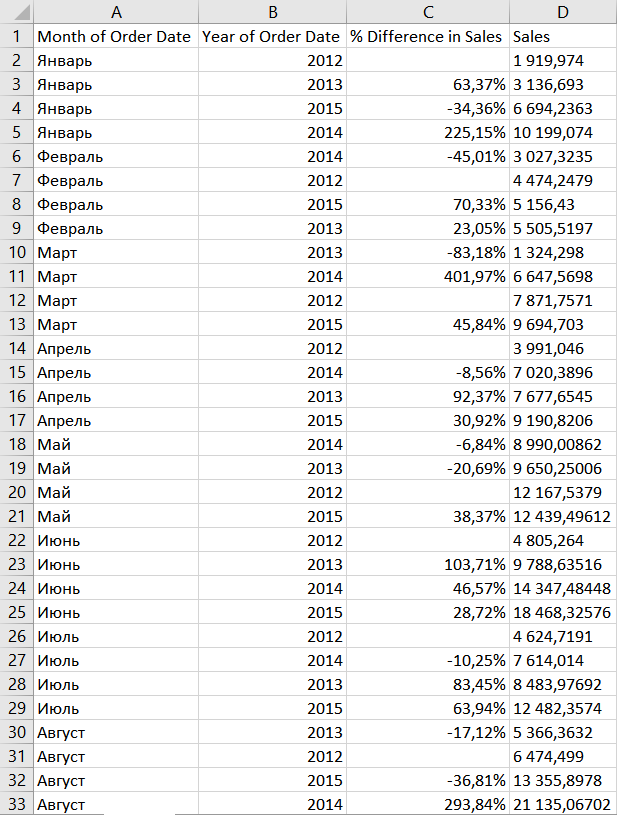 A B C D
1 Month of Order Date Year of Order Date % Difference in Sales Sales
2 Январь 2012 1 919,974
3 Январь 2013 63,37% 3 136,693
4 Январь 2015 -34,36% 6 694,2363
5 Январь 2014 225,15% 10 199,074
6 Февраль 2014 -45,01% 3 027,3235
7 Февраль 2012 4 474,2479
8 Февраль 2015 70,33% 5 156,43
9 Февраль 2013 23,05% 5 505,5197
10 Март 2013 -83,18% 1 324,298
11 Март 2014 401,97% 6 647,5698
12 Март 2012 7 871,7571
13 Март 2015 45,84% 9 694,703
14 Апрель 2012 3 991,046
15 Апрель 2014 -8,56% 7 020,3896
16 Апрель 2013 92,37% 7 677,6545
17 Апрель 2015 30,92% 9 190,8206
18 Май 2014 -6,84% 8 990,00862
19 Май 2013 -20,69% 9 650,25006
20 Май 2012 12 167,5379
21 Май 2015 38,37% 12 439,49612
22 Июнь 2012 4 805,264
23 Июнь 2013 103,71% 9 788,63516
24 Июнь 2014 46,57% 14 347,48448
25 Июнь 2015 28,72% 18 468,32576
26 Июль 2012 4 624,7191
27 Июль 2014 -10,25% 7 614,014
28 Июль 2013 83,45% 8 483,97692
29 Июль 2015 63,94% 12 482,3574
30 Август 2013 -17,12% 5 366,3632
31 Август 2012 6 474,499
32 Август 2015 -36,81% 13 355,8978
33 Август 2014 293,84% 21 135,06702